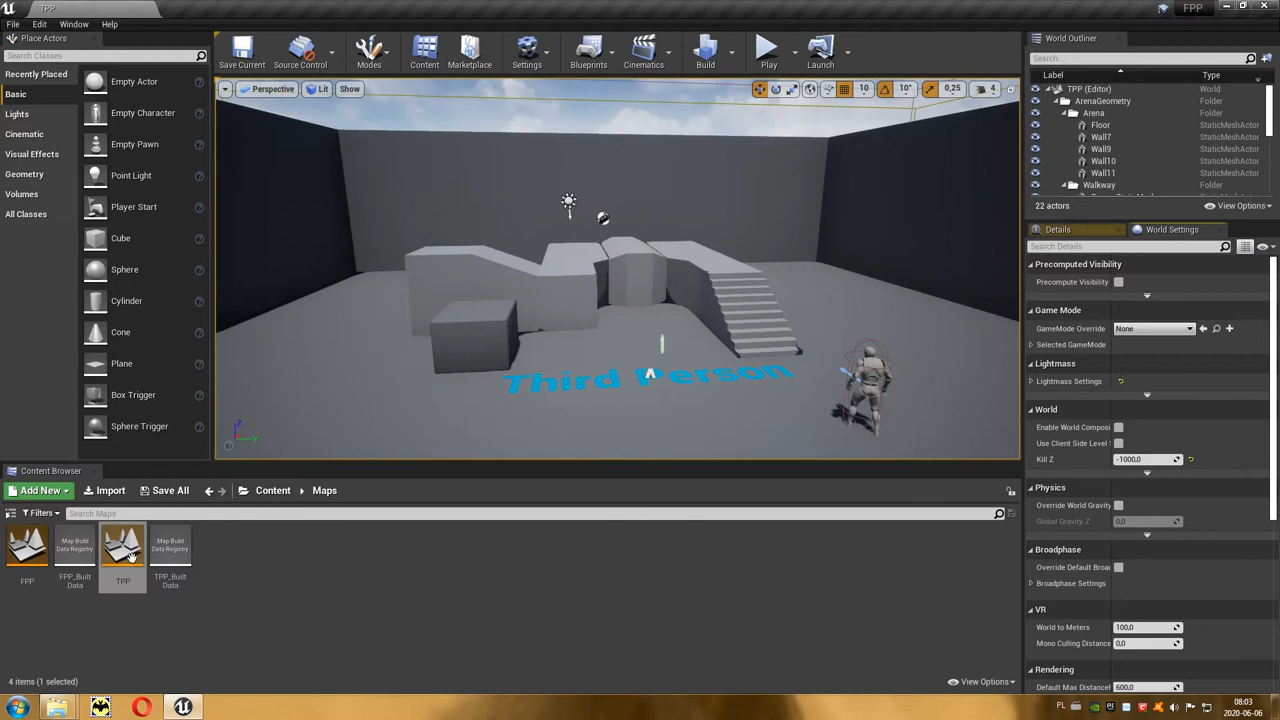 TPP
FPP
File Edit Window Help
Place Actors
Search Classes
Recently Placed
Basic
Lights
Cinematic
Visual Effects
Geometry
Volumes
All Classes
Empty Actor
Empty Character
Empty Pawn
Point Light
Player Start
Cube
Sphere
Cylinder
Cone
Plane
Box Trigger
Sphere Trigger
Save Current Source Control Modes Content Marketplace Settings Blueprints Cinematics Build Play Launch
Perspective Lit Show
10 10° 0,25 4
Third Person
Z
Y
World Outliner
Search...
Label Type
TPP (Editor) World
ArenaGeometry Folder
Arena Folder
Floor StaticMeshActor
Wall7 StaticMeshActor
Wall9 StaticMeshActor
Wall10 StaticMeshActor
Wall11 StaticMeshActor
Walkway Folder
22 actors View Options
Details World Settings
Search Details
Precomputed Visibility
Precompute Visibility
Game Mode
GameMode Override None
Selected GameMode
Lightmass
Lightmass Settings
World
Enable World Composi
Use Client Side Level
Kill Z -1000,0
Physics
Override World Gravity
Global Gravity Z 0,0
Broadphase
Override Default Broa
Broadphase Settings
VR
World to Meters 100,0
Mono Culling Distance 0,0
Rendering
Default Max Distance 600,0
Content Browser
Add New Import Save All Content Maps
Filters Search Maps
Map Build Data Registry
Map Build Data Registry
FPP
FPP_Built Data
TPP
TPP_Built Data
4 items (1 selected) View Options
PL 08:03
2020-06-06